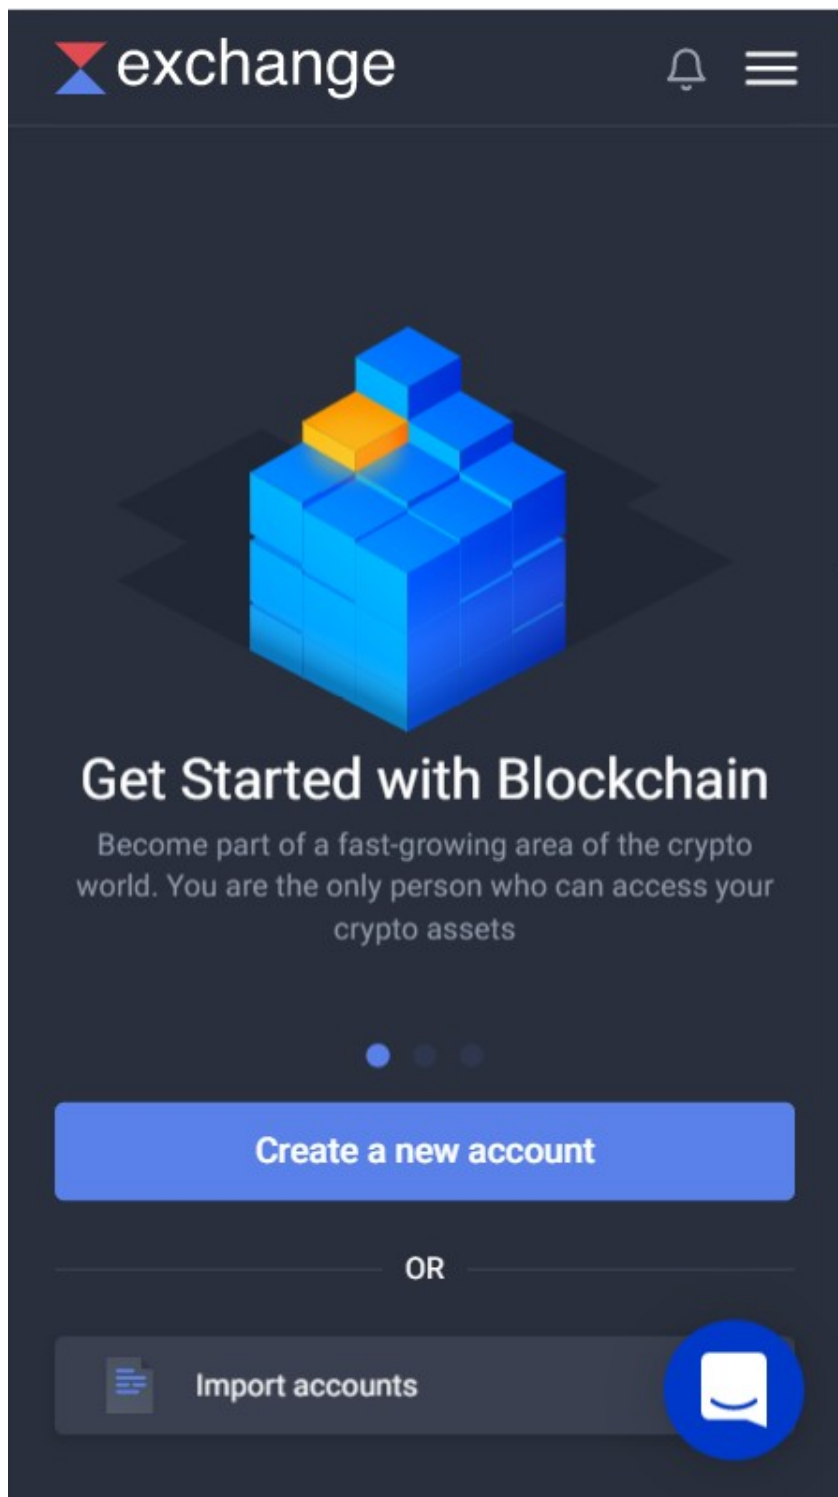 exchange
Get Started with Blockchain
Become part of a fast-growing area of the crypto
world. You are the only person who can access your
crypto assets
Create a new account
OR
Import accounts